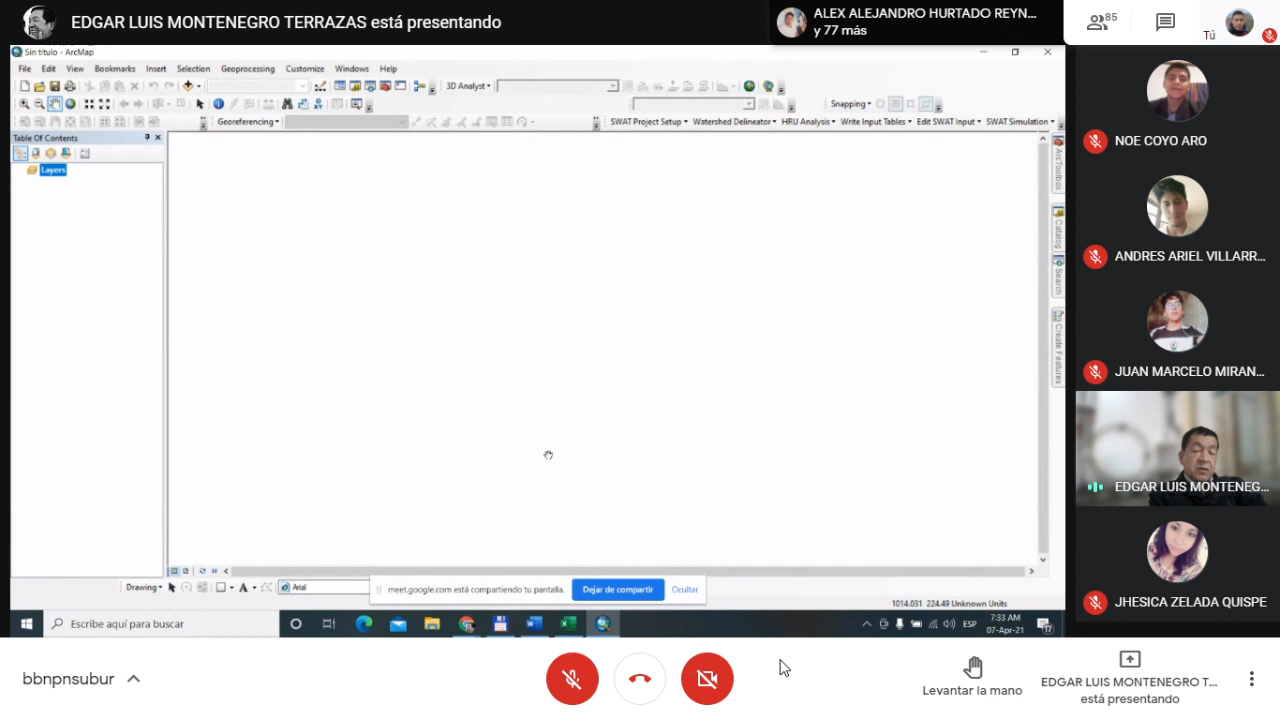 EDGAR LUIS MONTENEGRO TERRAZAS está presentando
ALEX ALEJANDRO HURTADO REYN...
y 77 más
85
Tú
Sin título - ArcMap
File Edit View Bookmarks Insert Selection Geoprocessing Customize Windows Help
3D Analyst
Snapping
Georeferencing
SWAT Project Setup Watershed Delineator HRU Analysis Write Input Tables Edit SWAT Input SWAT Simulation
Table Of Contents
Layers
ArcToolbox
Catalog
Search
Create Features
NOE COYO ARO
ANDRES ARIEL VILLARR...
JUAN MARCELO MIRAN...
EDGAR LUIS MONTENEG...
JHESICA ZELADA QUISPE
Drawing
A
Arial
meet.google.com está compartiendo tu pantalla.
Dejar de compartir
Ocultar
1014.031 224.49 Unknown Units
Escribe aquí para buscar
ESP
7:33 AM
07-Apr-21
17
bbnpnsubur
Levantar la mano
EDGAR LUIS MONTENEGRO T...
está presentando